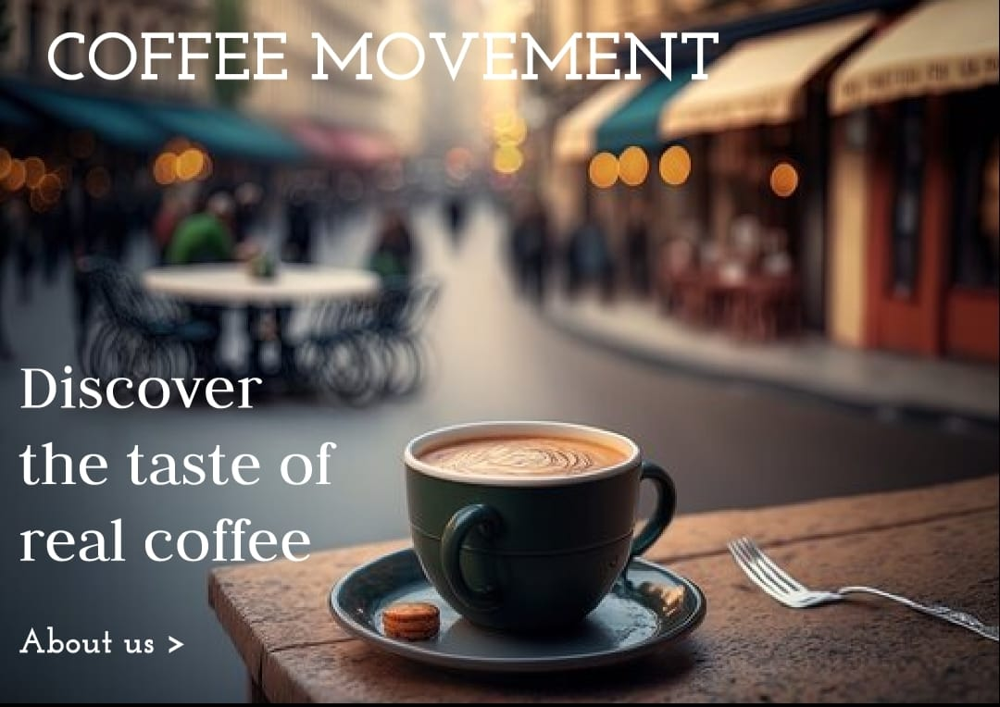 COFFEE MOVEMENT
Discover
the taste of
real coffee
About us >